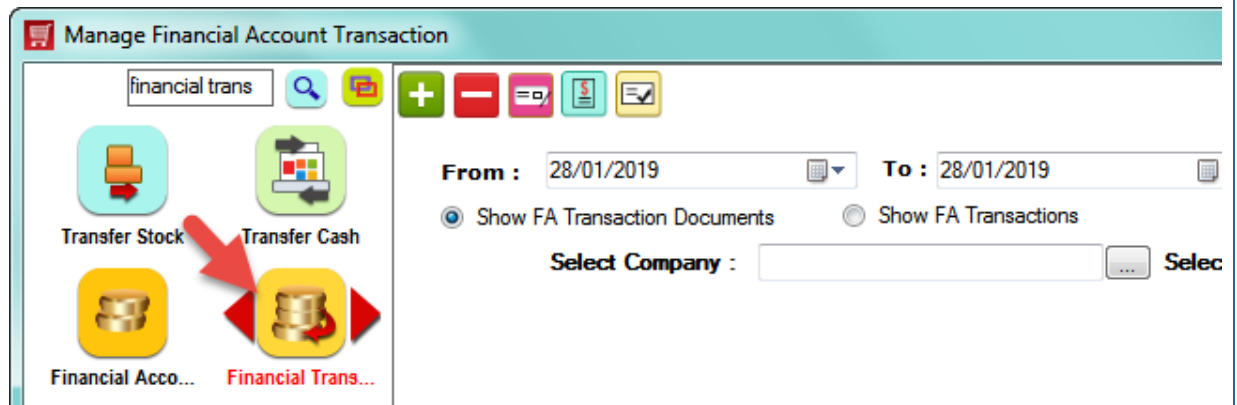 Manage Financial Account Transaction
financial trans
From : 28/01/2019 To : 28/01/2019
Show FA Transaction Documents Show FA Transactions
Select Company : ... Selec
Transfer Stock Transfer Cash
Financial Acco... Financial Trans...